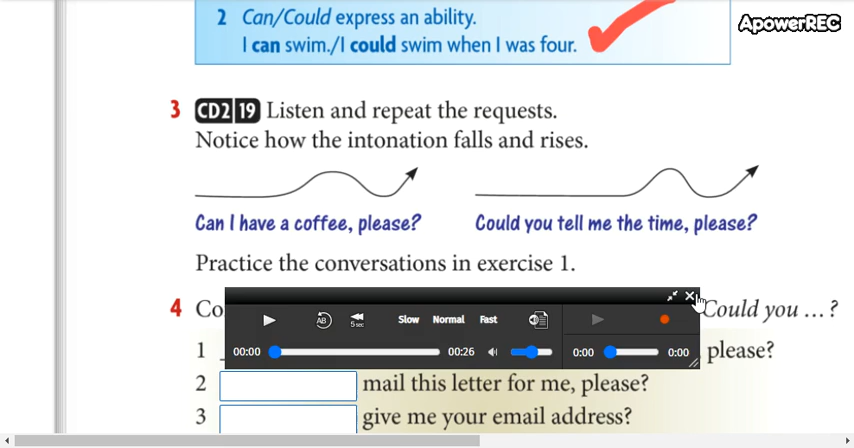 2 Can/Could express an ability.
I can swim./I could swim when I was four.
ApowerREC
3 CD2 19 Listen and repeat the requests.
Notice how the intonation falls and rises.
Can I have a coffee, please? Could you tell me the time, please?
Practice the conversations in exercise 1.
4 Co Could you … ?
AB 5 sec Slow Normal Fast
00:00 00:26 0:00 0:00
1 please?
2 mail this letter for me, please?
3 give me your email address?